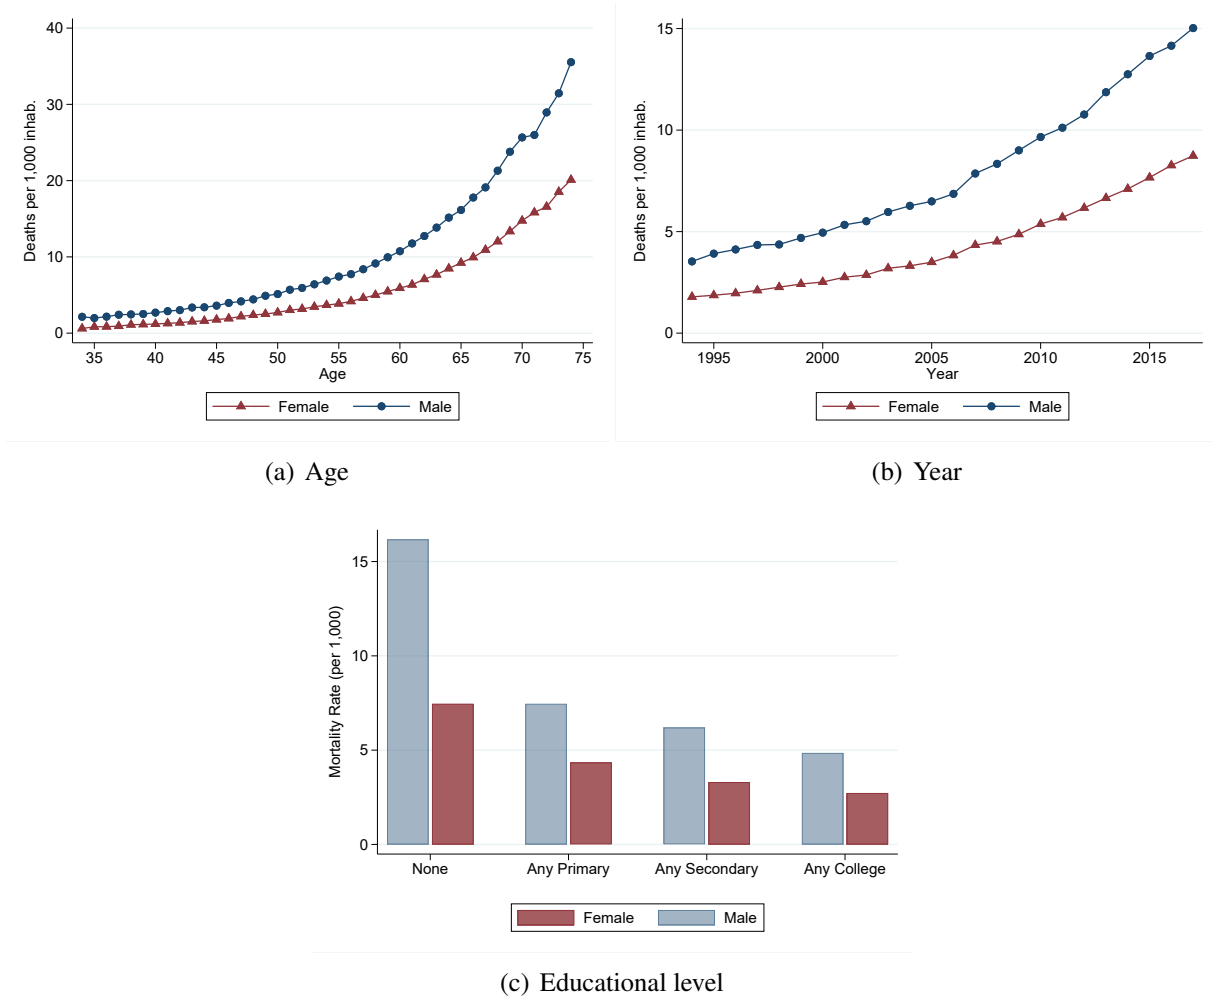 Deaths per 1,000 inhab.
40
30
20
10
0
35 40 45 50 55 60 65 70 75
Age
Female Male
(a) Age
Deaths per 1,000 inhab.
15
10
5
0
1995 2000 2005 2010 2015
Year
Female Male
(b) Year
Mortality Rate (per 1,000)
15
10
5
0
None Any Primary Any Secondary Any College
Female Male
(c) Educational level